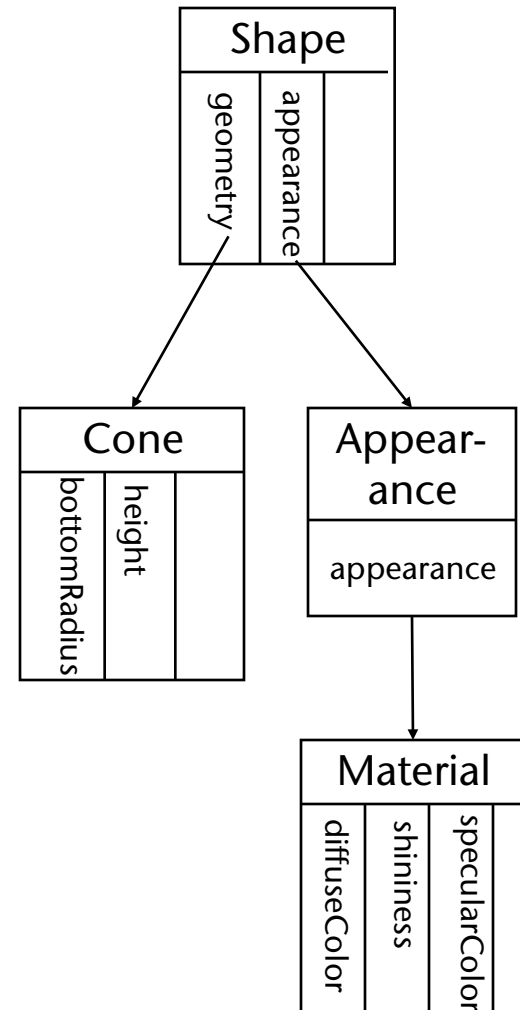 Shape
geometry
appearance
Cone
bottomRadius
height
Appear-
ance
appearance
Material
diffuseColor
shininess
specularColor